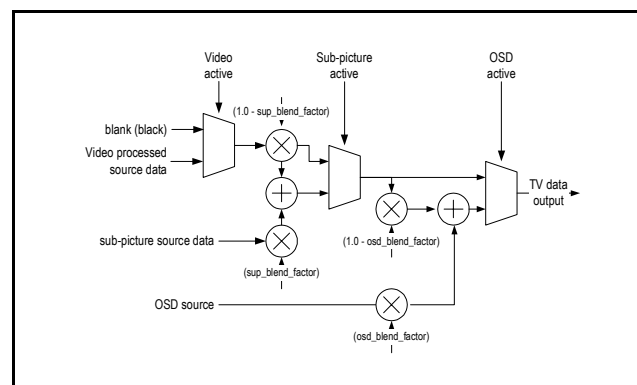 Video
active
Sub-picture
active
OSD
active
(1.0 - sup_blend_factor)
blank (black)
Video processed
source data
TV data
output
sub-picture source data
(sup_blend_factor)
(1.0 - osd_blend_factor)
OSD source
(osd_blend_factor)